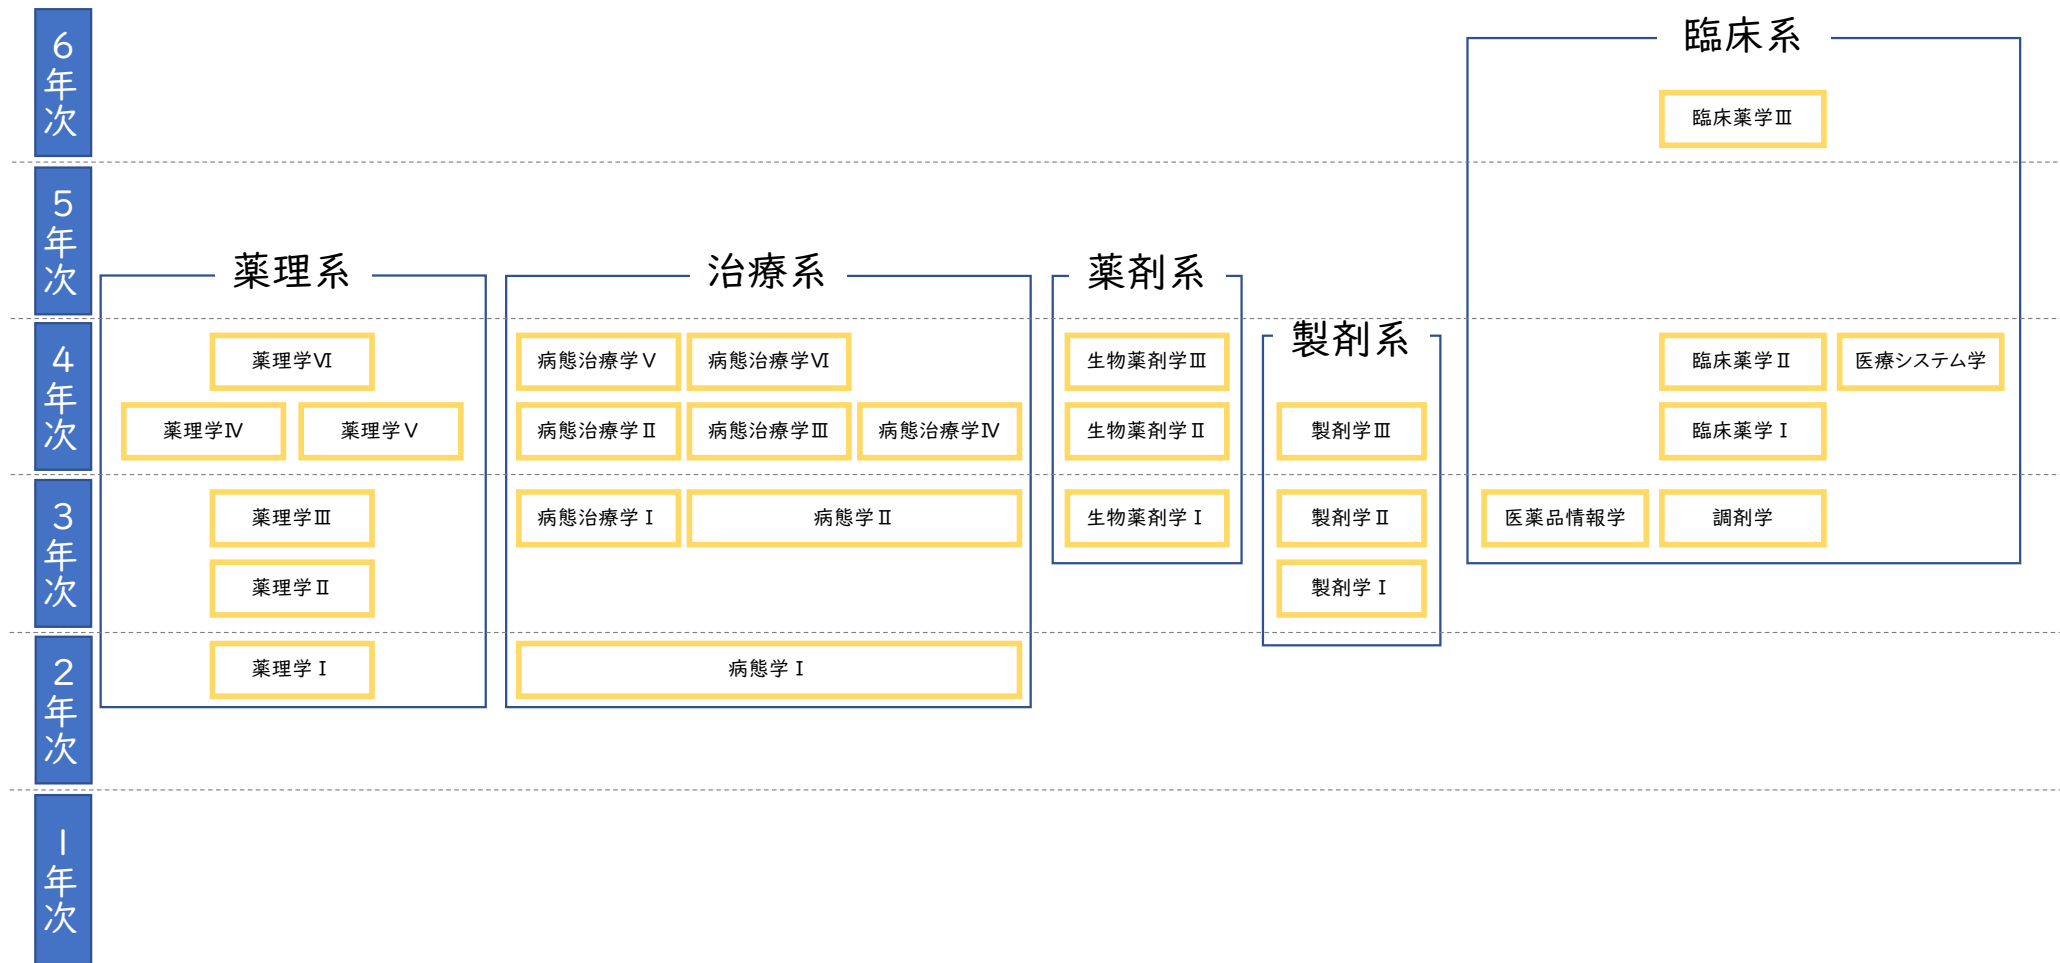 6年次
臨床系
臨床薬学Ⅲ
5年次
薬理系
治療系
薬剤系
4年次
製剤系
薬理学Ⅵ
病態治療学Ⅴ
病態治療学Ⅵ
生物薬剤学Ⅲ
臨床薬学Ⅱ
医療システム学
薬理学Ⅳ
薬理学Ⅴ
病態治療学Ⅱ
病態治療学Ⅲ
病態治療学Ⅳ
生物薬剤学Ⅱ
製剤学Ⅲ
臨床薬学Ⅰ
3年次
薬理学Ⅲ
病態治療学Ⅰ
病態学Ⅱ
生物薬剤学Ⅰ
製剤学Ⅱ
医薬品情報学
調剤学
薬理学Ⅱ
製剤学Ⅰ
2年次
薬理学Ⅰ
病態学Ⅰ
1年次